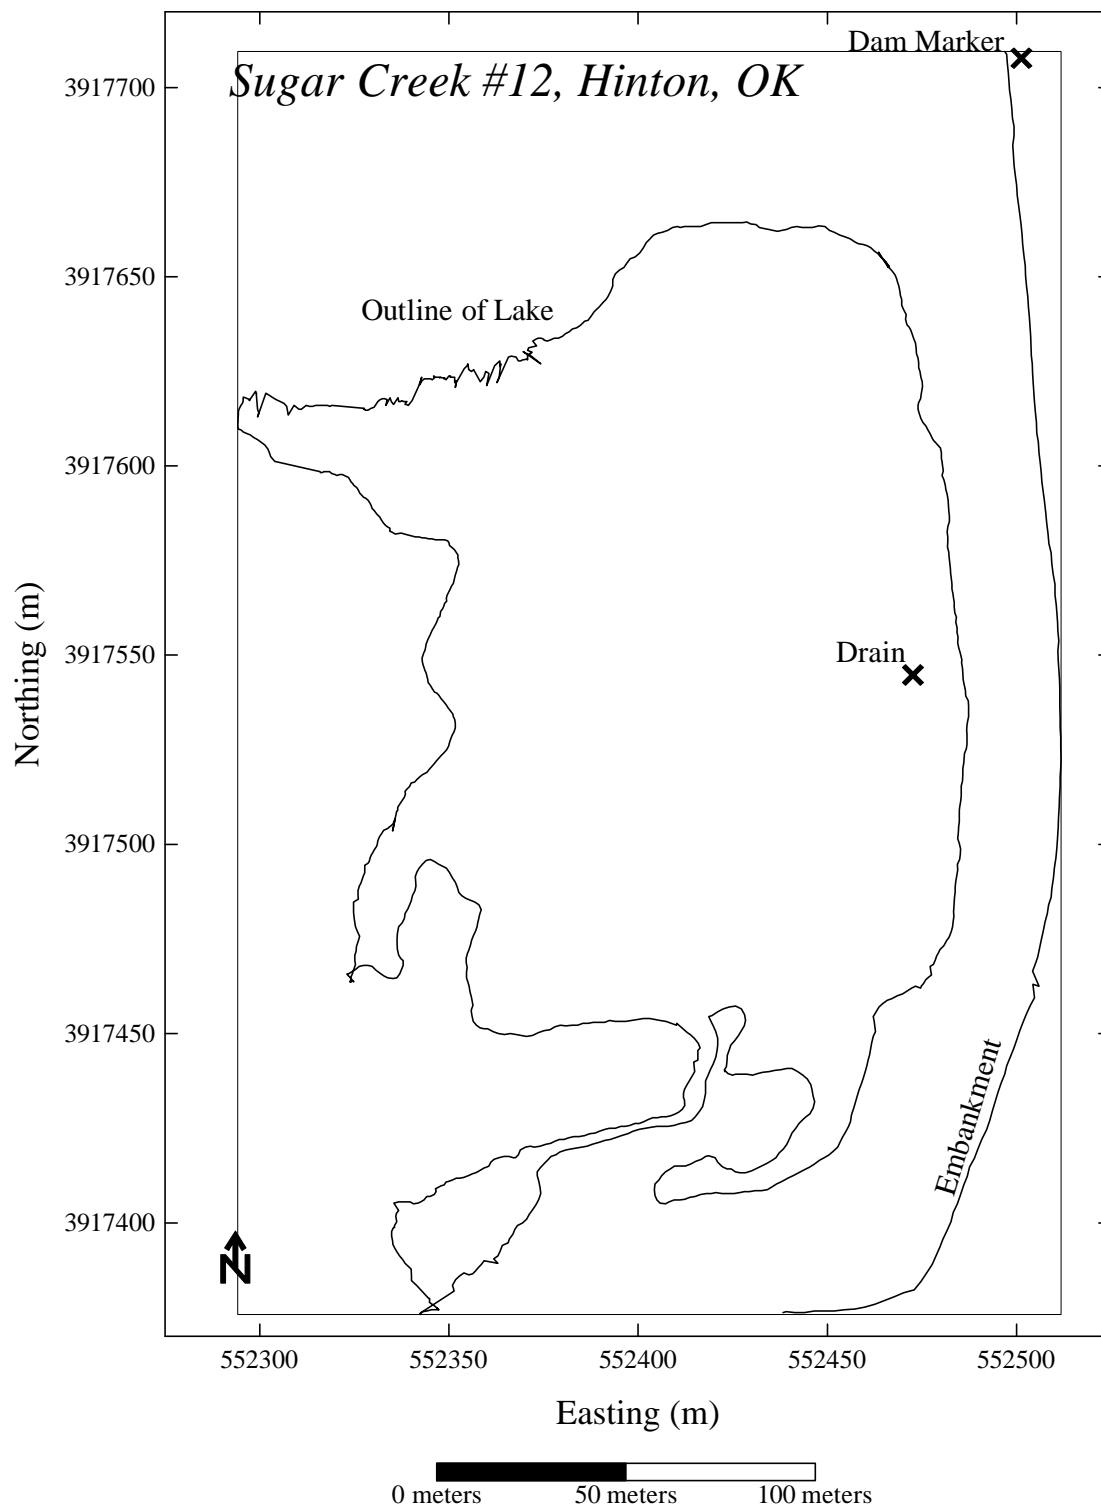 Dam Marker
Sugar Creek #12, Hinton, OK
3917700
3917650
Outline of Lake
3917600
3917550
Drain
Northing (m)
3917500
3917450
Embankment
3917400
N
552300 552350 552400 552450 552500
Easting (m)
0 meters 50 meters 100 meters